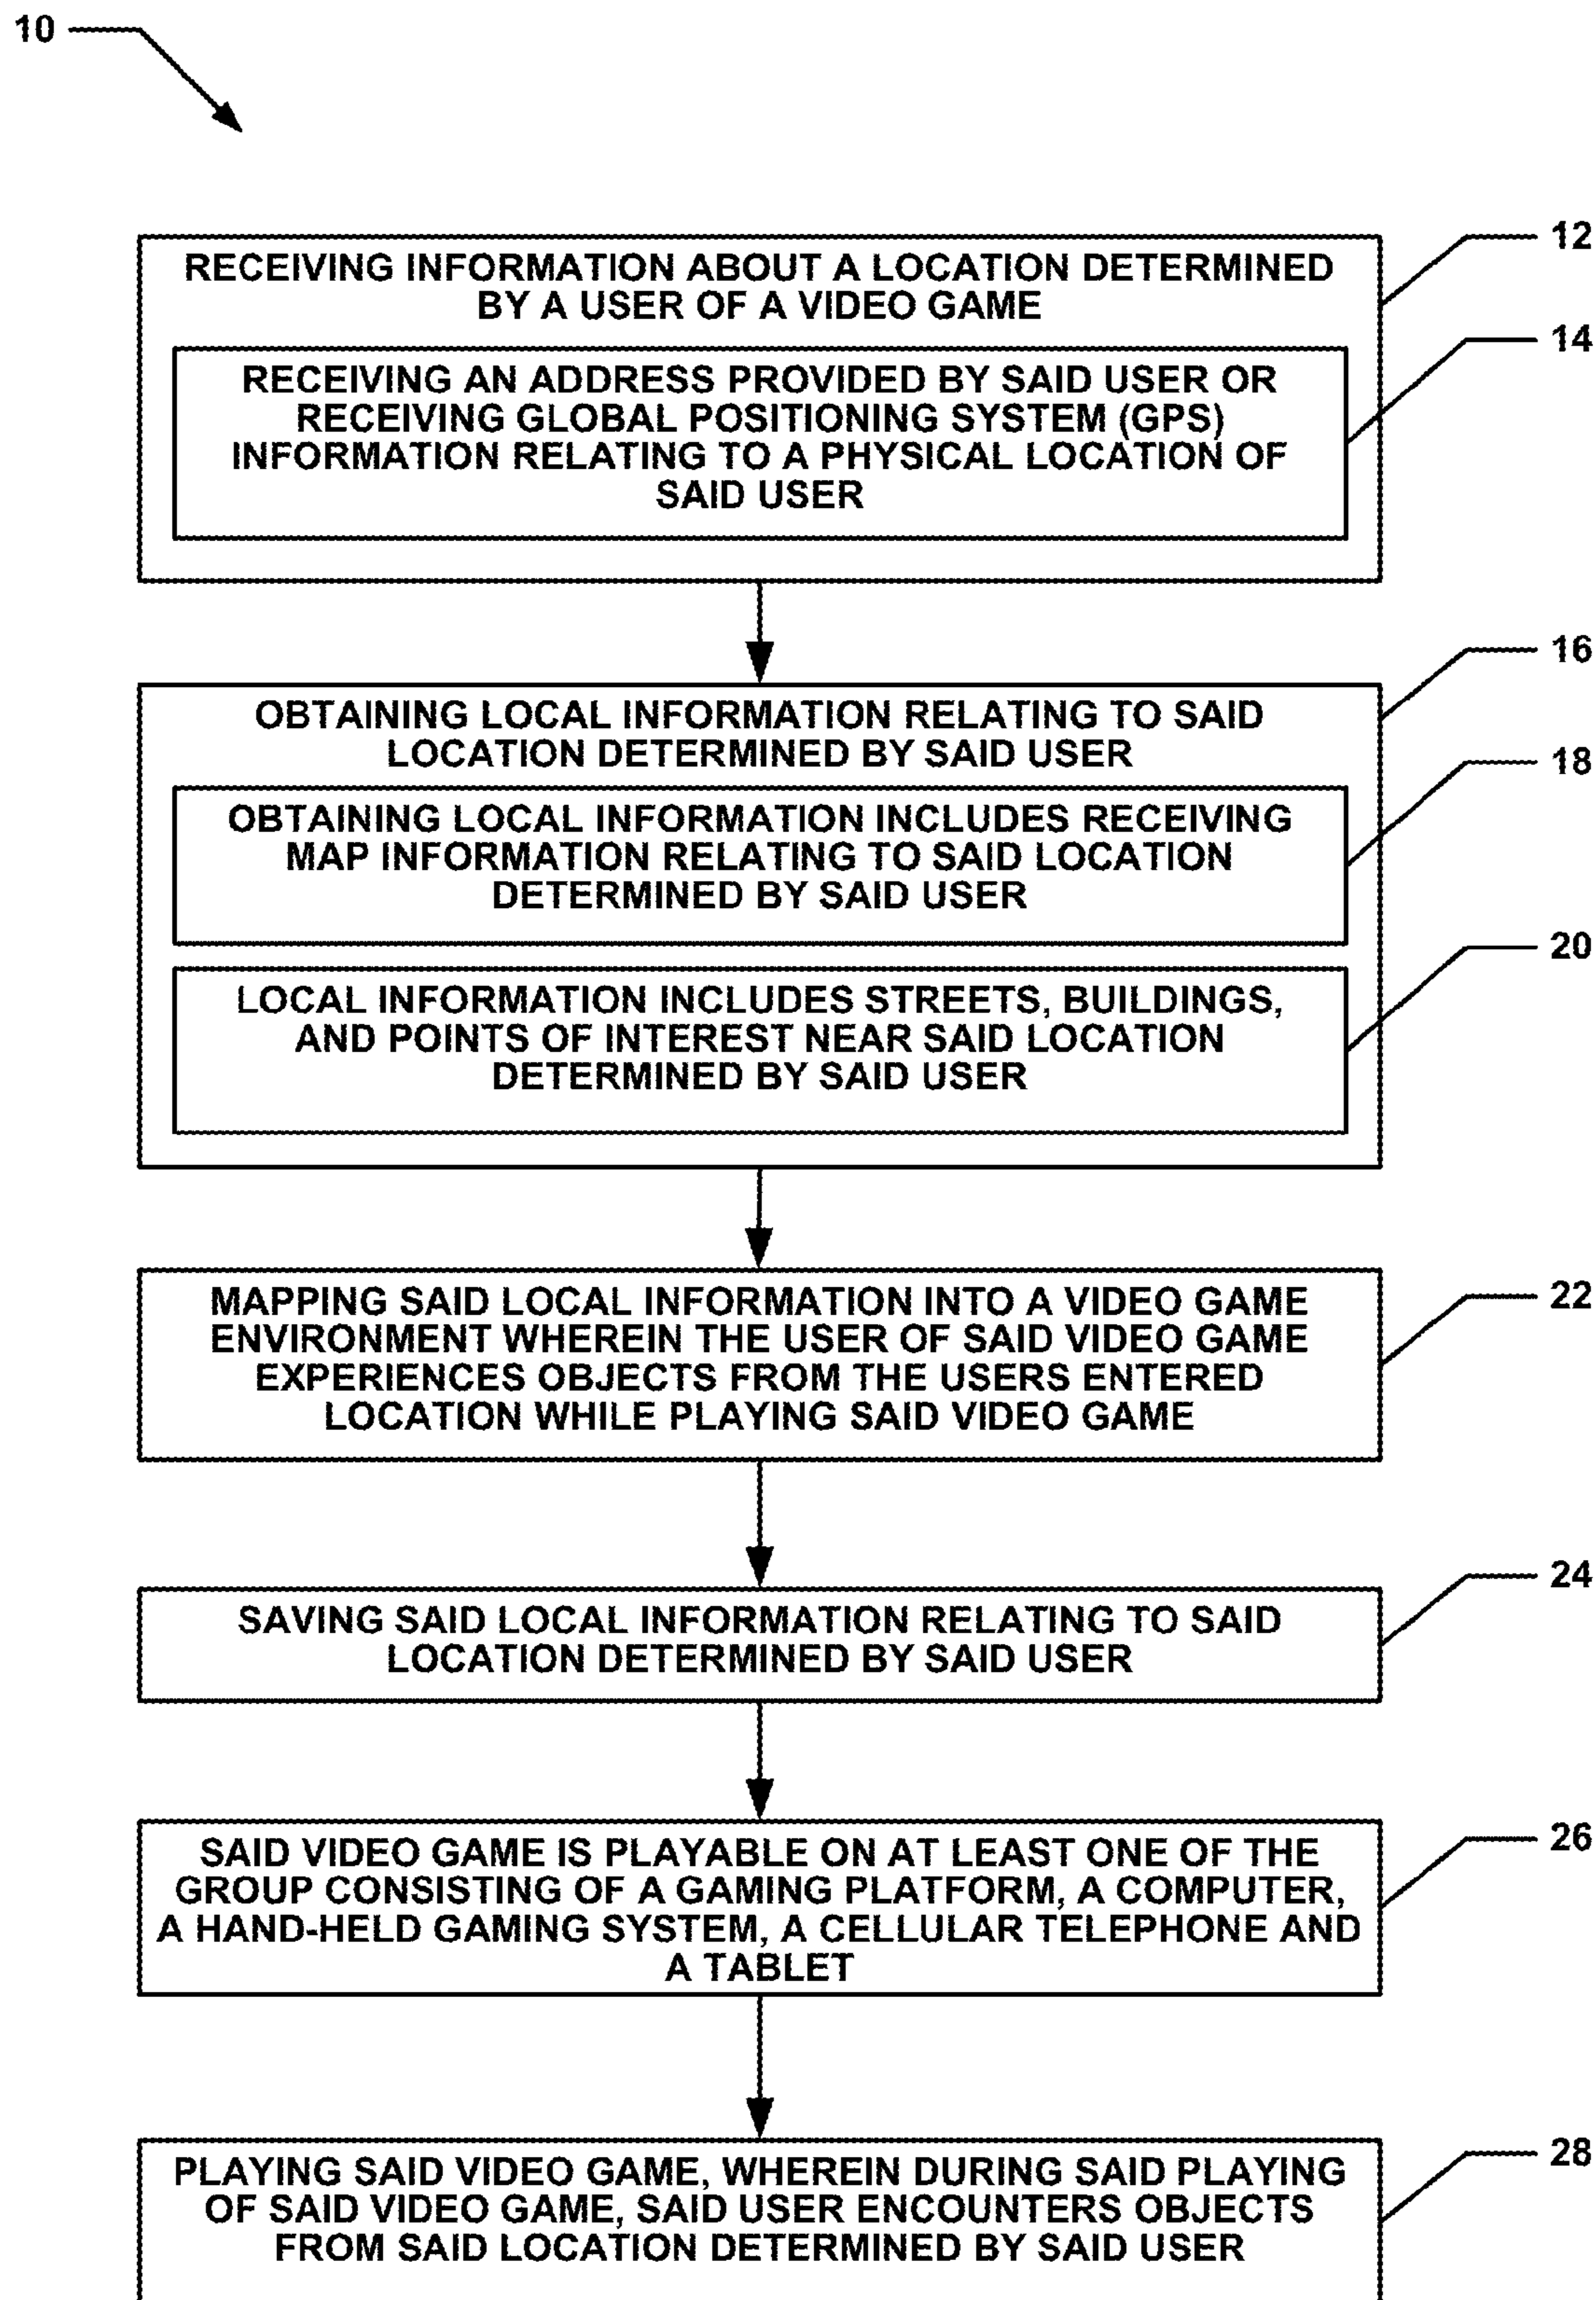 10
12
RECEIVING INFORMATION ABOUT A LOCATION DETERMINED
BY A USER OF A VIDEO GAME
14
RECEIVING AN ADDRESS PROVIDED BY SAID USER OR
RECEIVING GLOBAL POSITIONING SYSTEM (GPS)
INFORMATION RELATING TO A PHYSICAL LOCATION OF
SAID USER
16
OBTAINING LOCAL INFORMATION RELATING TO SAID
LOCATION DETERMINED BY SAID USER
18
OBTAINING LOCAL INFORMATION INCLUDES RECEIVING
MAP INFORMATION RELATING TO SAID LOCATION
DETERMINED BY SAID USER
20
LOCAL INFORMATION INCLUDES STREETS, BUILDINGS,
AND POINTS OF INTEREST NEAR SAID LOCATION
DETERMINED BY SAID USER
22
MAPPING SAID LOCAL INFORMATION INTO A VIDEO GAME
ENVIRONMENT WHEREIN THE USER OF SAID VIDEO GAME
EXPERIENCES OBJECTS FROM THE USERS ENTERED
LOCATION WHILE PLAYING SAID VIDEO GAME
24
SAVING SAID LOCAL INFORMATION RELATING TO SAID
LOCATION DETERMINED BY SAID USER
26
SAID VIDEO GAME IS PLAYABLE ON AT LEAST ONE OF THE
GROUP CONSISTING OF A GAMING PLATFORM, A COMPUTER,
A HAND-HELD GAMING SYSTEM, A CELLULAR TELEPHONE AND
A TABLET
28
PLAYING SAID VIDEO GAME, WHEREIN DURING SAID PLAYING
OF SAID VIDEO GAME, SAID USER ENCOUNTERS OBJECTS
FROM SAID LOCATION DETERMINED BY SAID USER